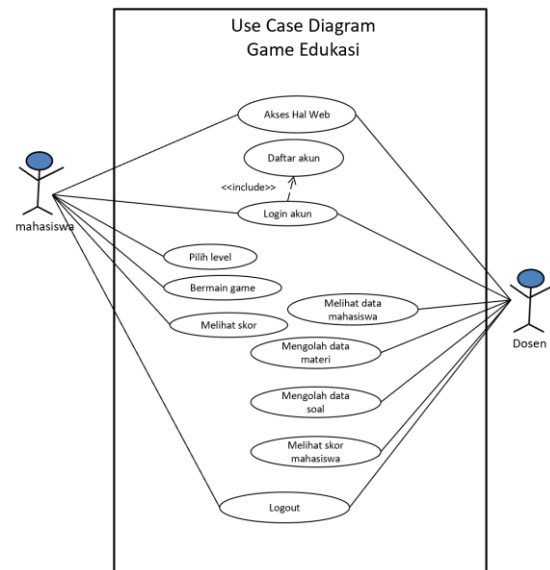 Use Case Diagram
Game Edukasi
Akses Hal Web
Daftar akun
<<include>>
Login akun
mahasiswa
Pilih level
Bermain game
Melihat skor
Melihat data
mahasiswa
Dosen
Mengolah data
materi
Mengolah data
soal
Melihat skor
mahasiswa
Logout